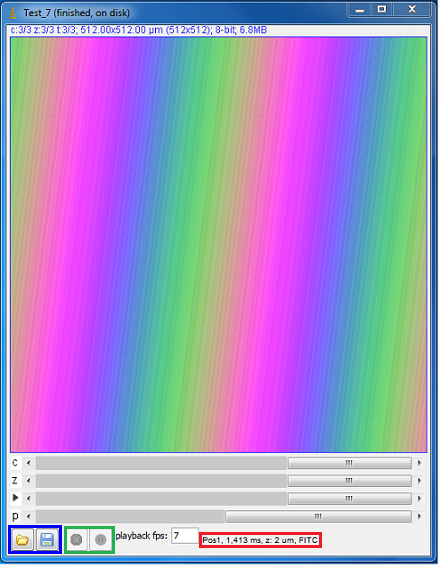 Test_7 (finished, on disk)
c:3/3 z:3/3 t:3/3; 512.00x512.00 µm (512x512); 8-bit; 6.8MB
c
z
p
playback fps: 7 Pos1, 1,413 ms, z: 2 um, FITC